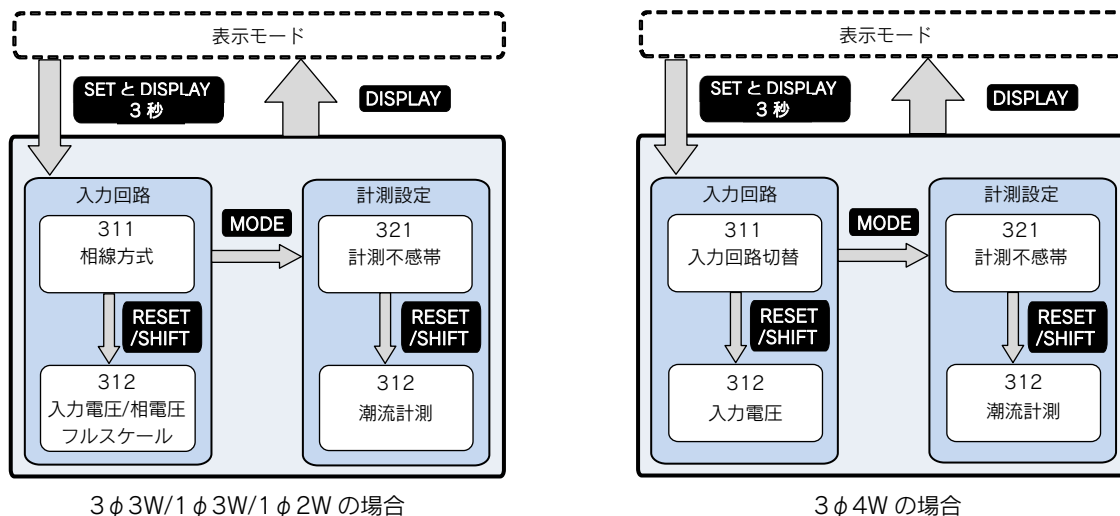 表示モード
SET と DISPLAY
3 秒
DISPLAY
入力回路
311
相線方式
RESET
/SHIFT
312
入力電圧/相電圧
フルスケール
MODE
計測設定
321
計測不感帯
RESET
/SHIFT
312
潮流計測
3φ3W/1φ3W/1φ2W の場合
表示モード
SET と DISPLAY
3 秒
DISPLAY
入力回路
311
入力回路切替
RESET
/SHIFT
312
入力電圧
MODE
計測設定
321
計測不感帯
RESET
/SHIFT
312
潮流計測
3φ4W の場合